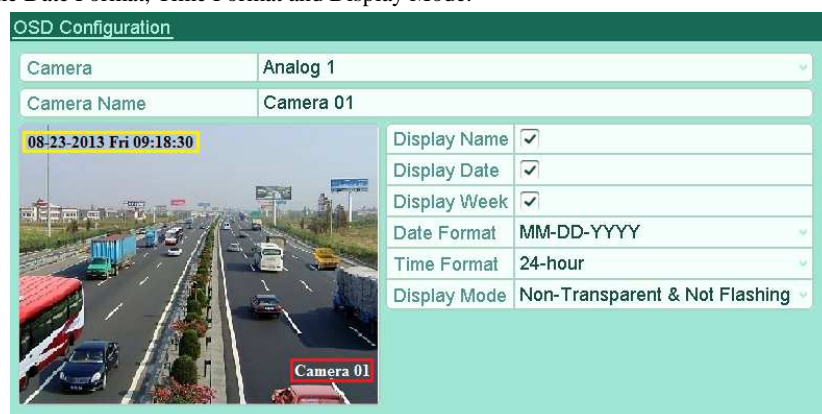 Date Format, Time Format and Display Mode.
OSD Configuration
Camera Analog 1
Camera Name Camera 01
08-23-2013 Fri 09:18:30
Display Name
Display Date
Display Week
Date Format MM-DD-YYYY
Time Format 24-hour
Display Mode Non-Transparent & Not Flashing
Camera 01